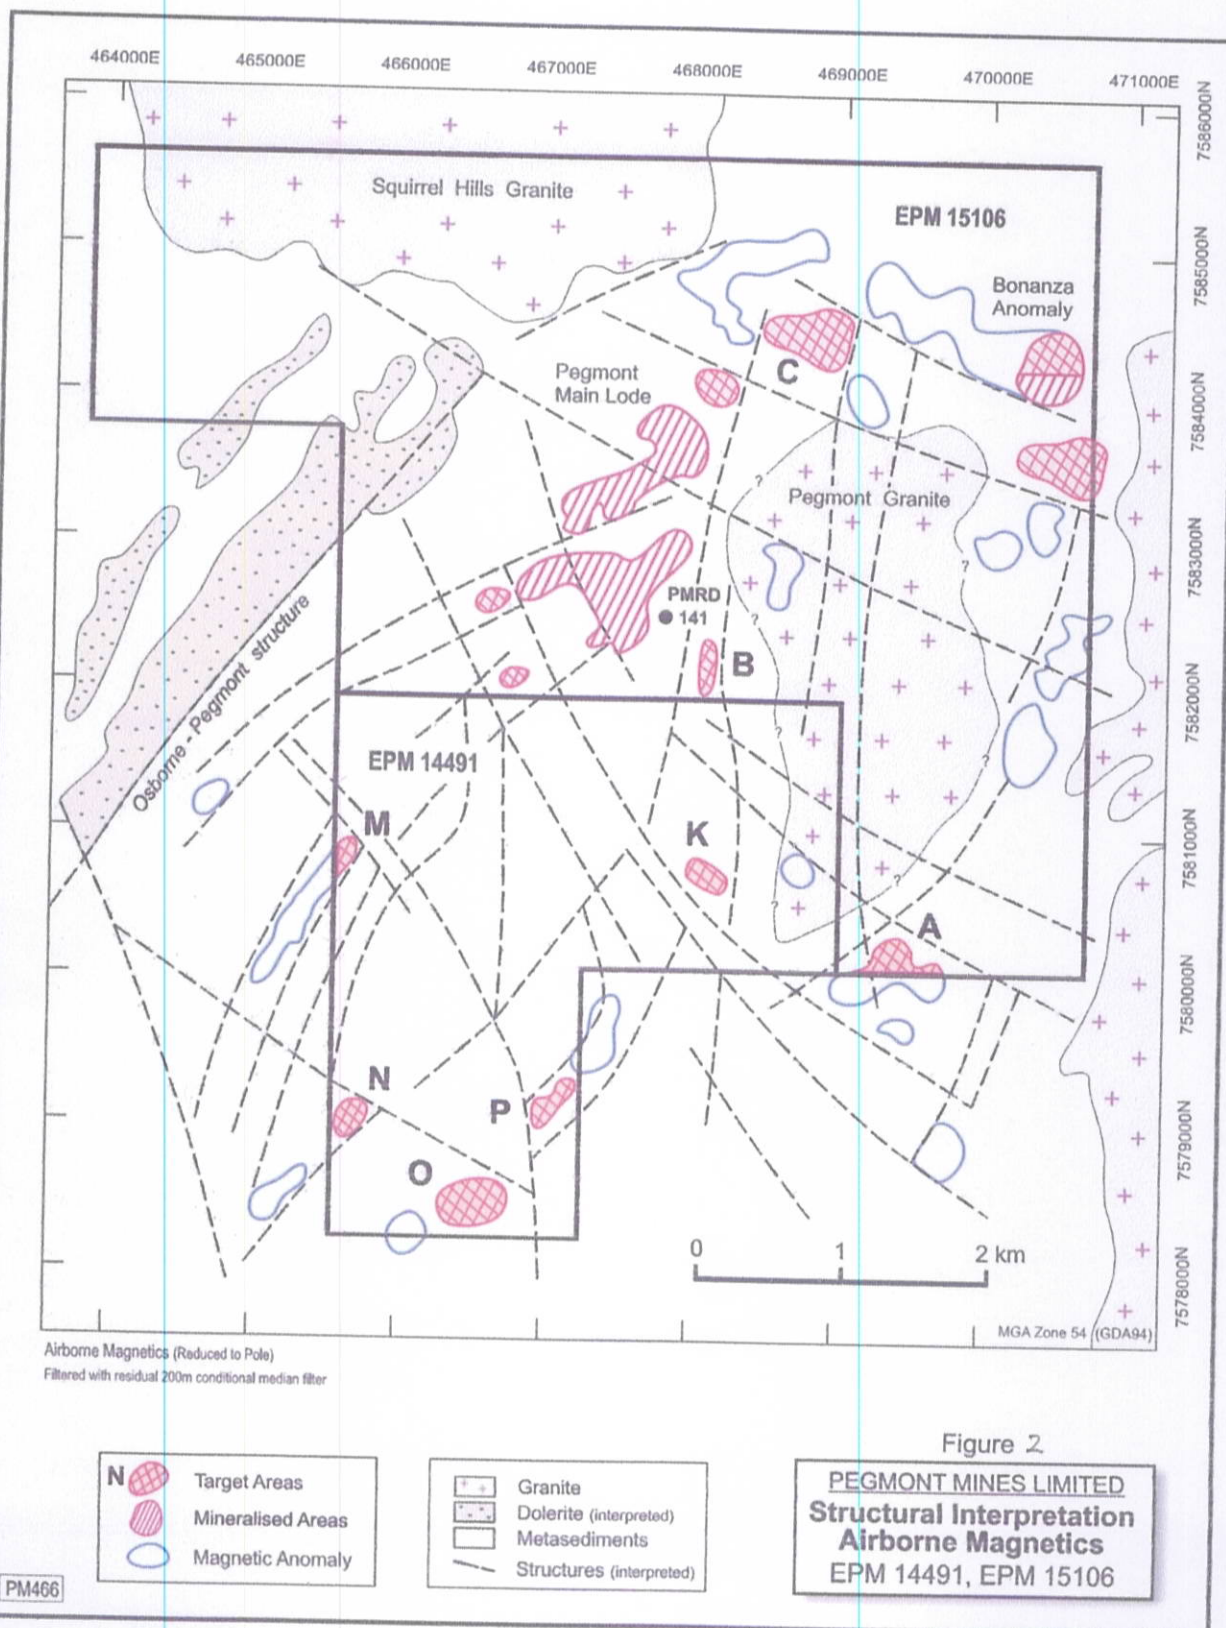 464000E 465000E 466000E 467000E 468000E 469000E 470000E 471000E
7586000N
Squirrel Hills Granite
EPM 15106
7585000N
Bonanza
Anomaly
Pegmont
Main Lode
C
7584000N
?
Pegmont Granite
7583000N
?
PMRD
141
?
B
Osborne - Pegmont structure
7582000N
?
?
EPM 14491
M
K
7581000N
?
?
A
7580000N
N
P
7579000N
O
0 1 2 km
7578000N
MGA Zone 54 (GDA94)
Airborne Magnetics (Reduced to Pole)
Filtered with residual 200m conditional median filter
N Target Areas
Mineralised Areas
Magnetic Anomaly
Granite
Dolerite (interpreted)
Metasediments
Structures (interpreted)
Figure 2
PEGMONT MINES LIMITED
Structural Interpretation
Airborne Magnetics
EPM 14491, EPM 15106
PM466